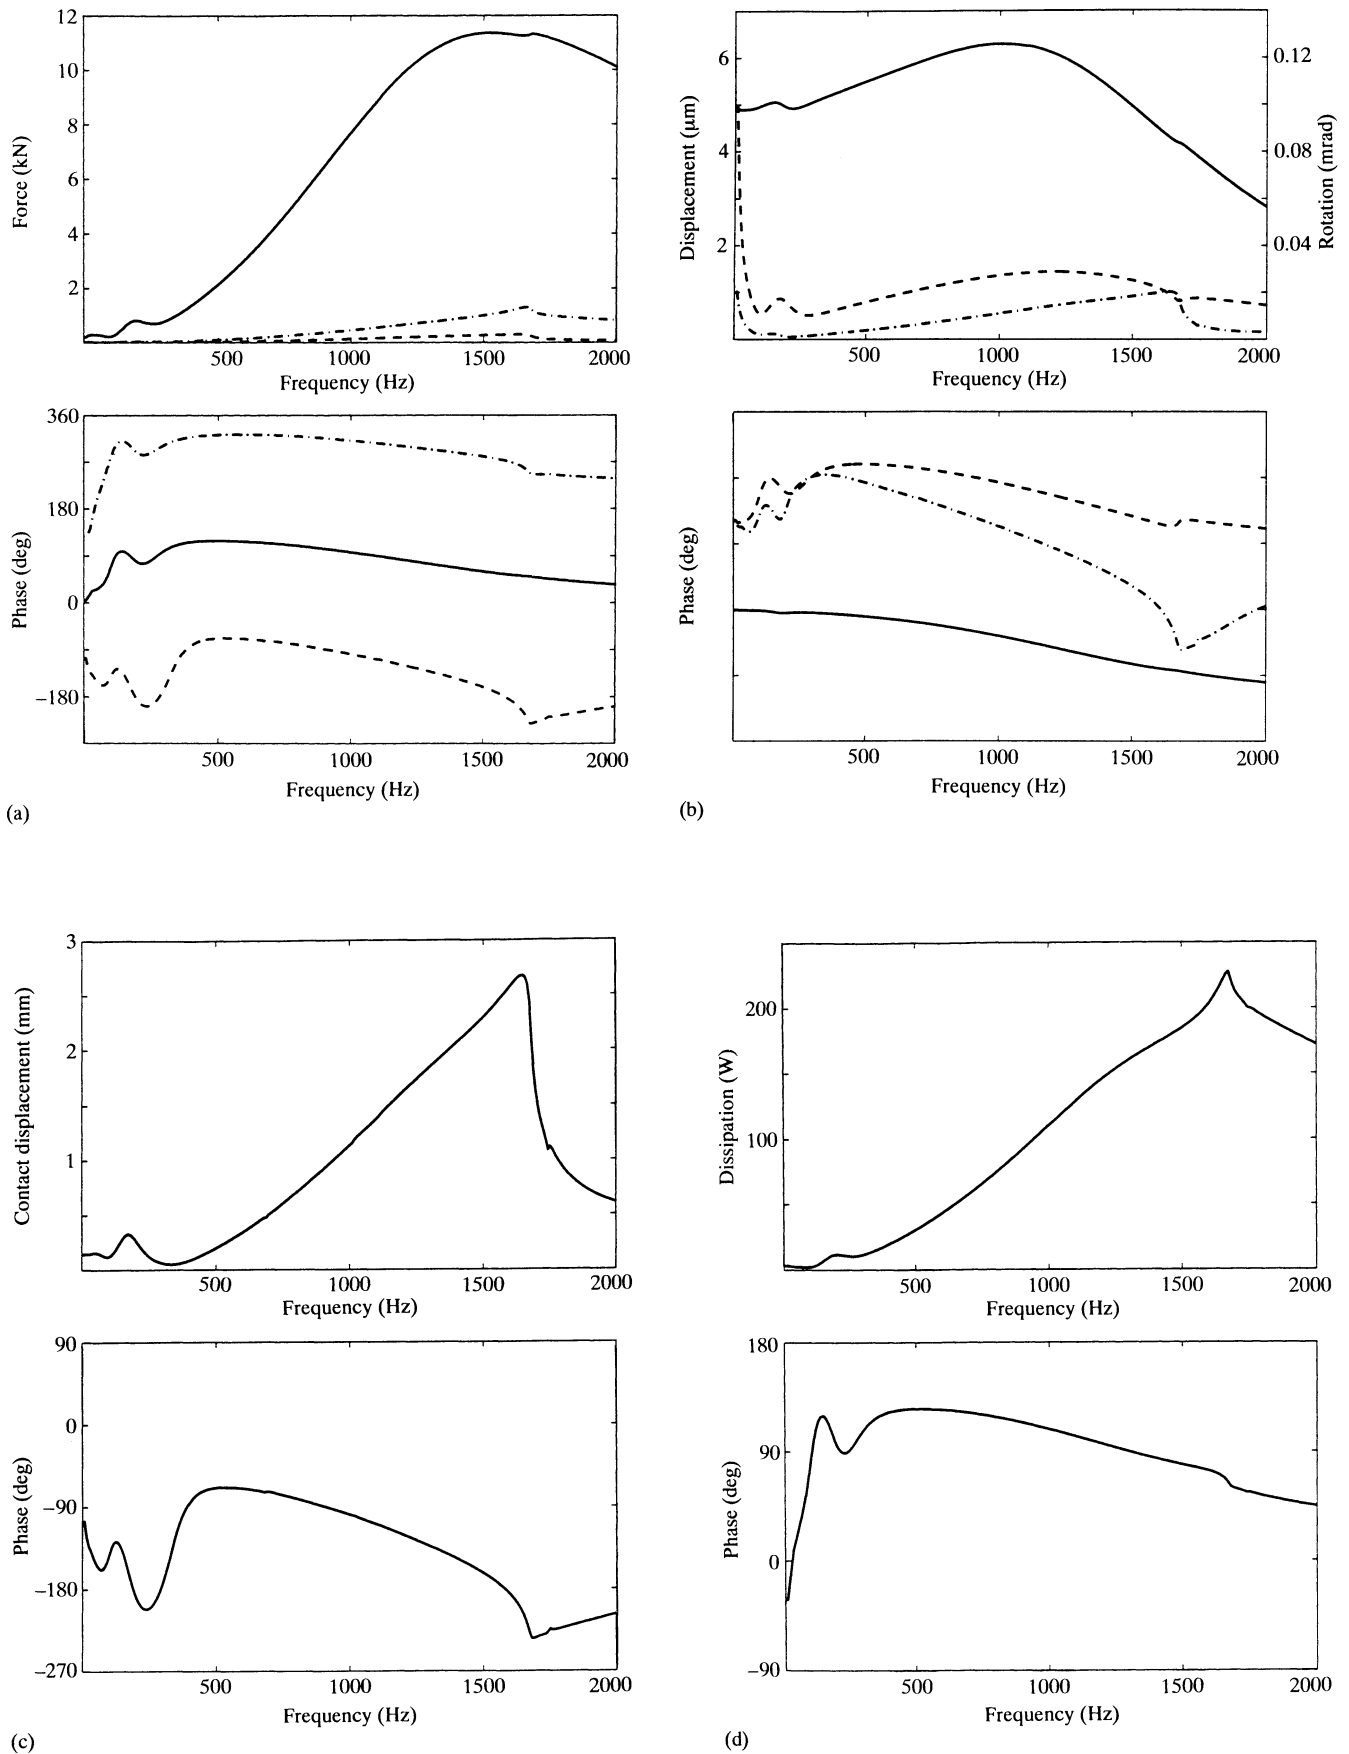 12
10
8
6
4
2
Force (kN)
500
1000
1500
2000
Frequency (Hz)
6
4
2
Displacement (μm)
0.12
0.08
0.04
Rotation (mrad)
500
1000
1500
2000
Frequency (Hz)
360
180
0
−180
Phase (deg)
500
1000
1500
2000
Frequency (Hz)
(a)
Phase (deg)
500
1000
1500
2000
Frequency (Hz)
(b)
3
2
1
Contact displacement (mm)
500
1000
1500
2000
Frequency (Hz)
200
100
Dissipation (W)
500
1000
1500
2000
Frequency (Hz)
90
0
−90
−180
−270
Phase (deg)
500
1000
1500
2000
Frequency (Hz)
(c)
180
90
0
−90
Phase (deg)
500
1000
1500
2000
Frequency (Hz)
(d)